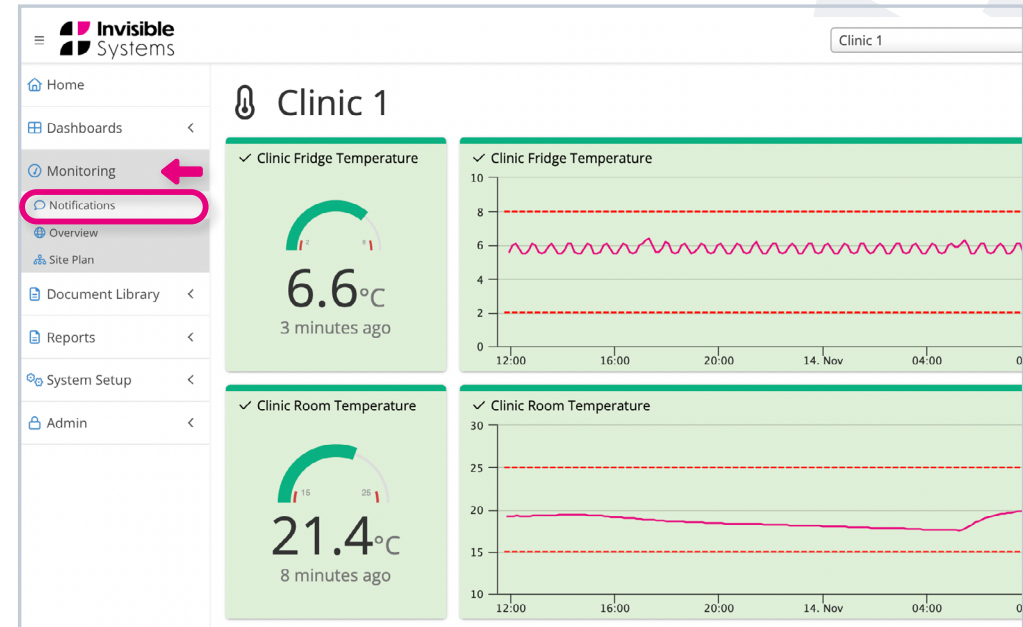 Invisible
Systems
Clinic 1
Home
Dashboards
Monitoring
Notifications
Overview
Site Plan
Document Library
Reports
System Setup
Admin
Clinic 1
Clinic Fridge Temperature
2 8
6.6°C
3 minutes ago
Clinic Fridge Temperature
10
8
6
4
2
0
12:00 16:00 20:00 14. Nov 04:00 0
Clinic Room Temperature
15 25
21.4°C
8 minutes ago
Clinic Room Temperature
30
25
20
15
10
12:00 16:00 20:00 14. Nov 04:00 0